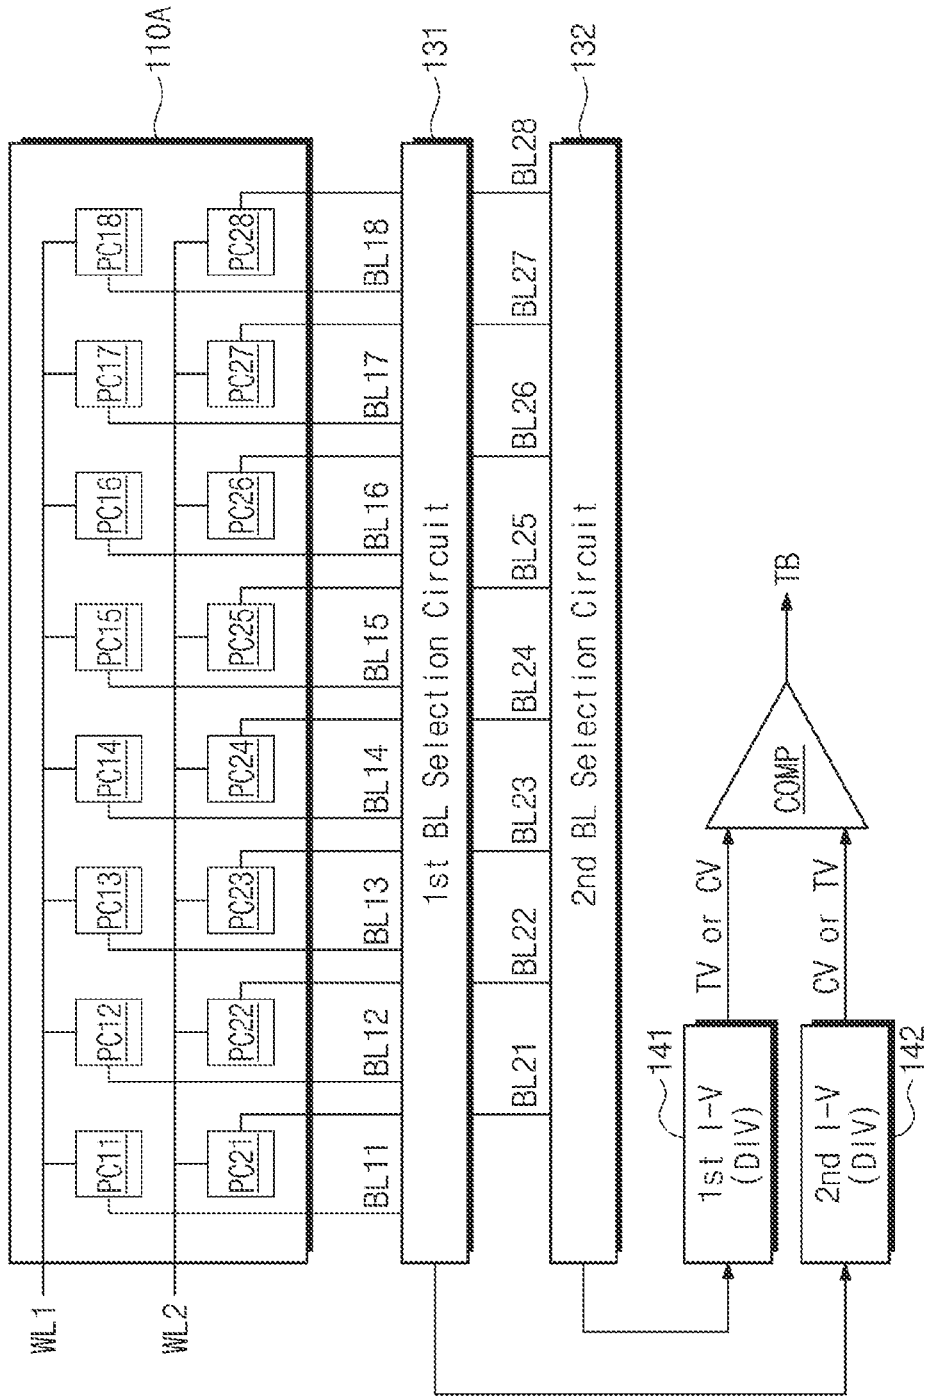 110A
WL1
PC11 PC12 PC13 PC14 PC15 PC16 PC17 PC18
WL2
PC21 PC22 PC23 PC24 PC25 PC26 PC27 PC28
BL11 BL12 BL13 BL14 BL15 BL16 BL17 BL18
131
1st BL Selection Circuit
BL21 BL22 BL23 BL24 BL25 BL26 BL27 BL28
132
2nd BL Selection Circuit
141
1st I-V
(DIV)
TV or CV
COMP
TB
2nd I-V
(DIV)
CV or TV
142